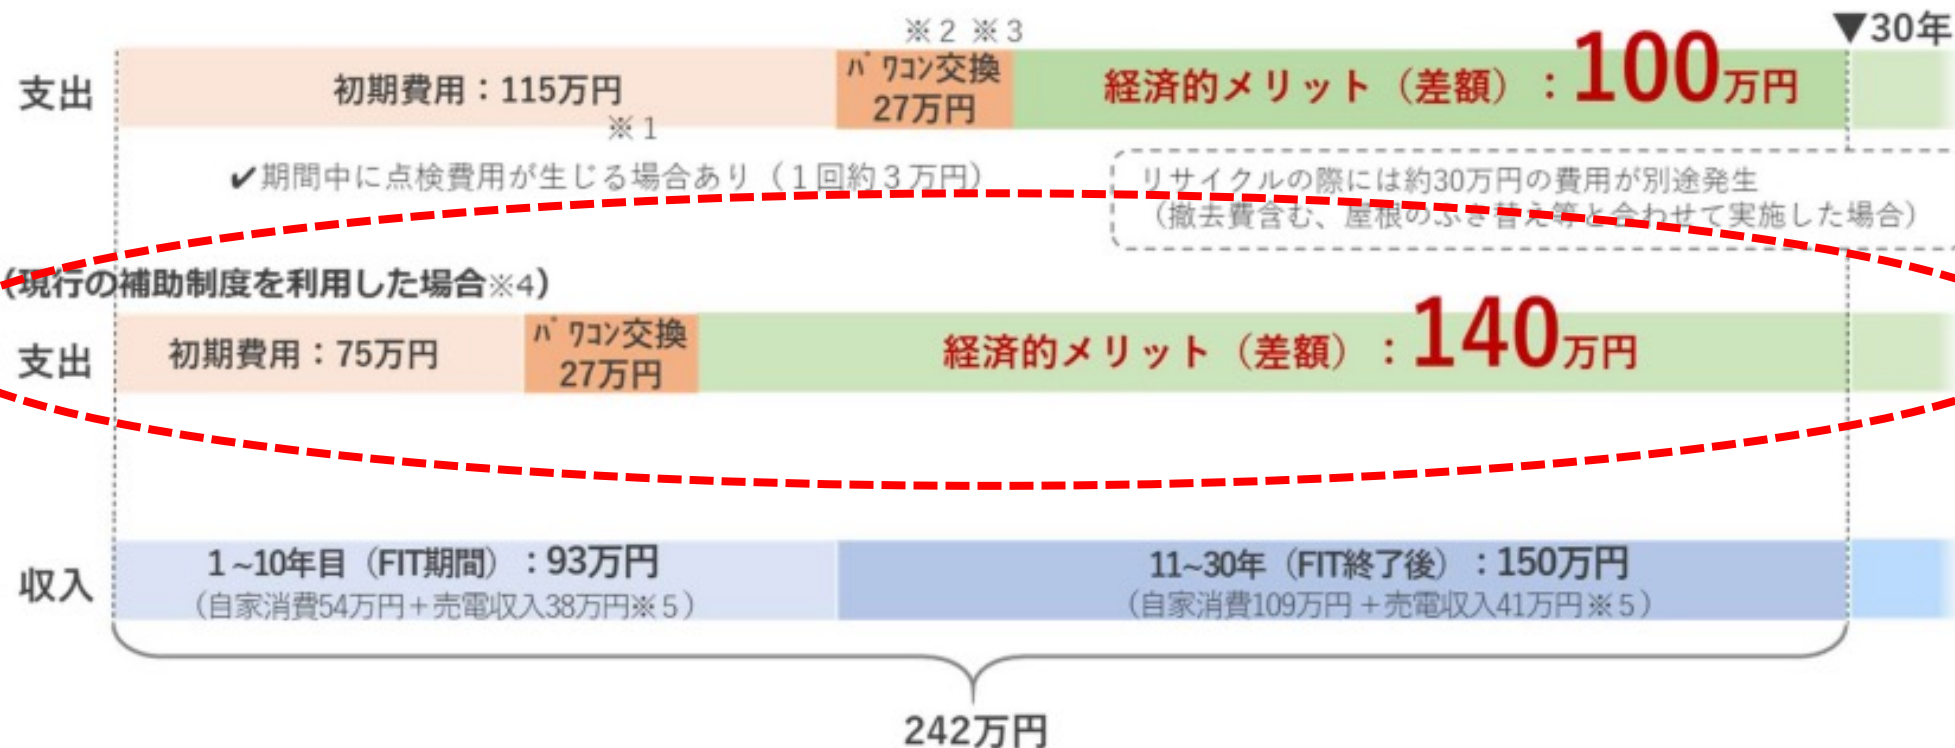 ※2 ※3
▼30年
支出
初期費用：115万円
※1
ﾊﾟﾜｺﾝ交換
27万円
経済的メリット（差額）：100万円
✔期間中に点検費用が生じる場合あり（1回約3万円）
リサイクルの際には約30万円の費用が別途発生
（撤去費含む、屋根のふき替え等と合わせて実施した場合）
(現行の補助制度を利用した場合※4)
支出
初期費用：75万円
ﾊﾟﾜｺﾝ交換
27万円
経済的メリット（差額）：140万円
収入
1~10年目（FIT期間）：93万円
（自家消費54万円＋売電収入38万円※5）
11~30年（FIT終了後）：150万円
（自家消費109万円＋売電収入41万円※5）
242万円